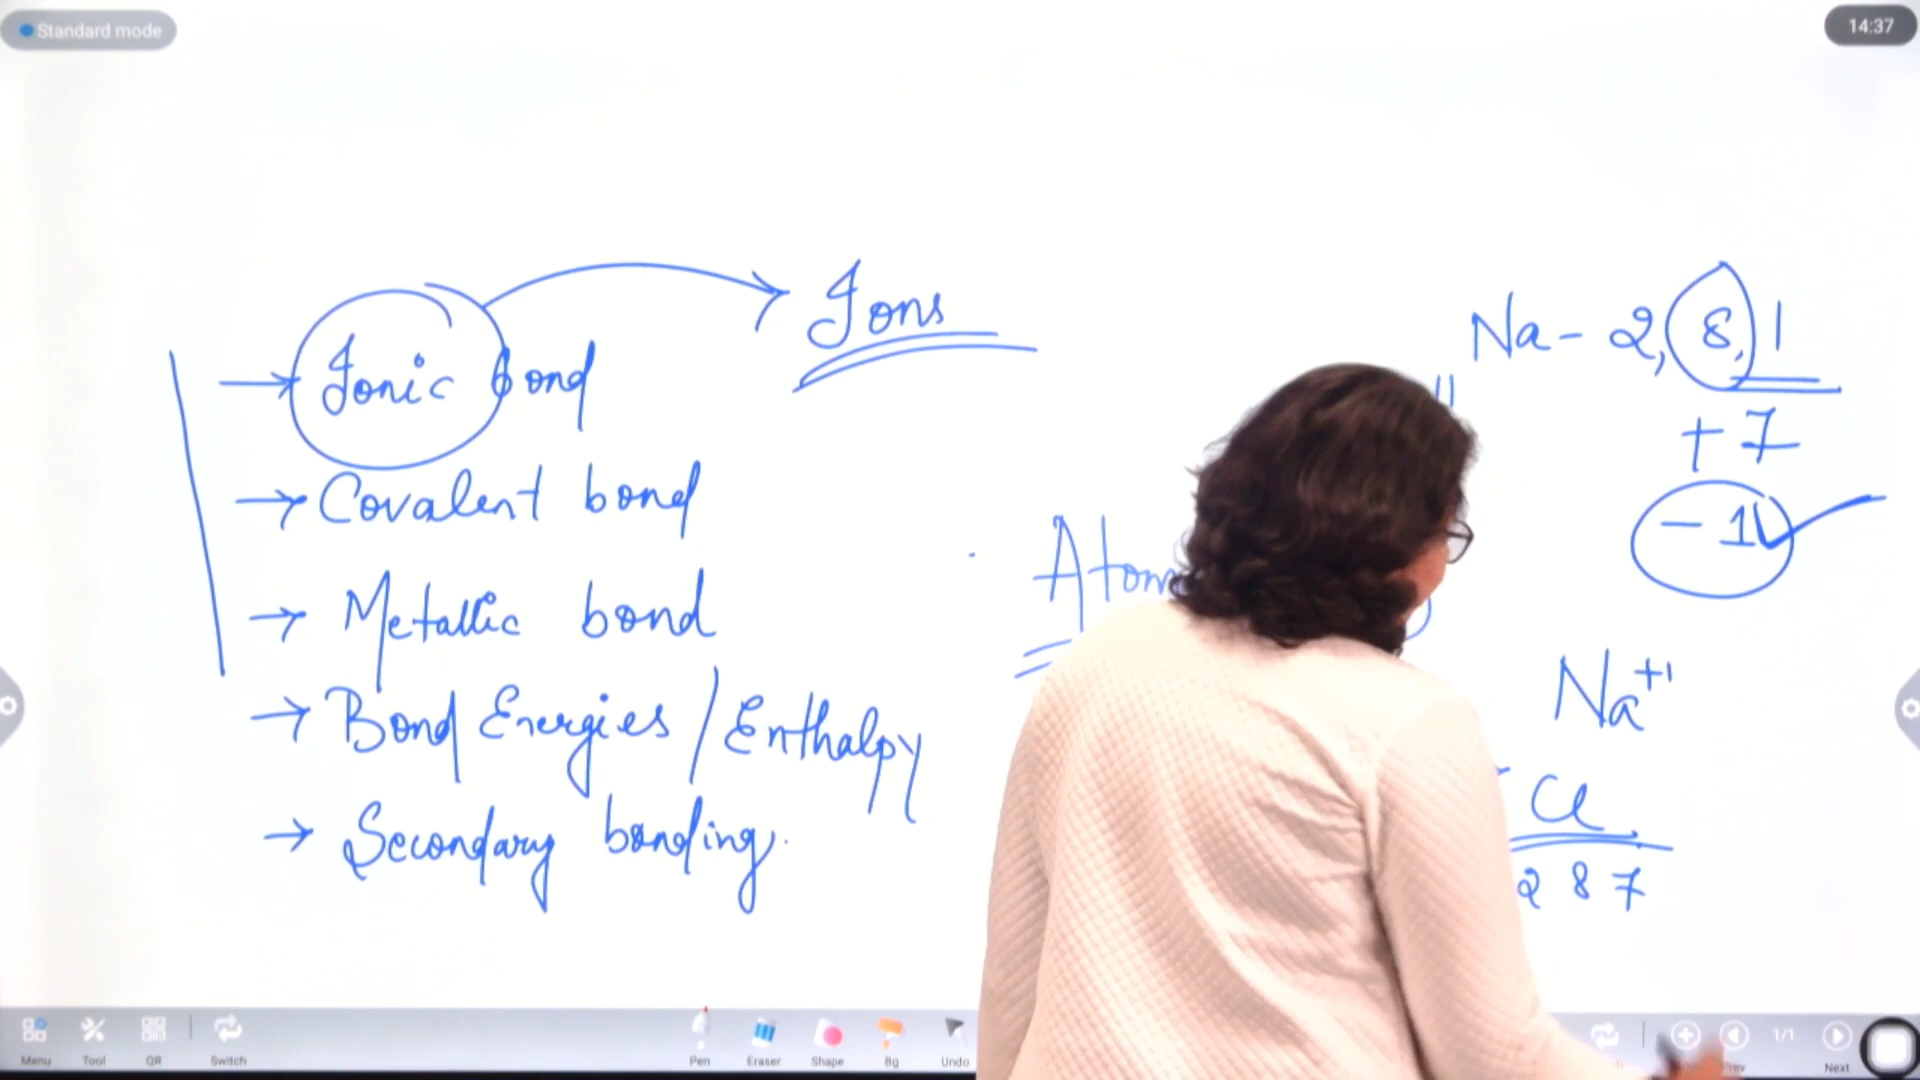 Standard mode
14:37
Ionic bond
Ions
Covalent bond
Metallic bond
Bond Energies / Enthalpy
Secondary bonding.
Na - 2, 8, 1
+ 7
- 1
Na+1
Cl
2 8 7
Menu Tool QR Switch Pen Eraser Shape Bg Undo 1/1 Next